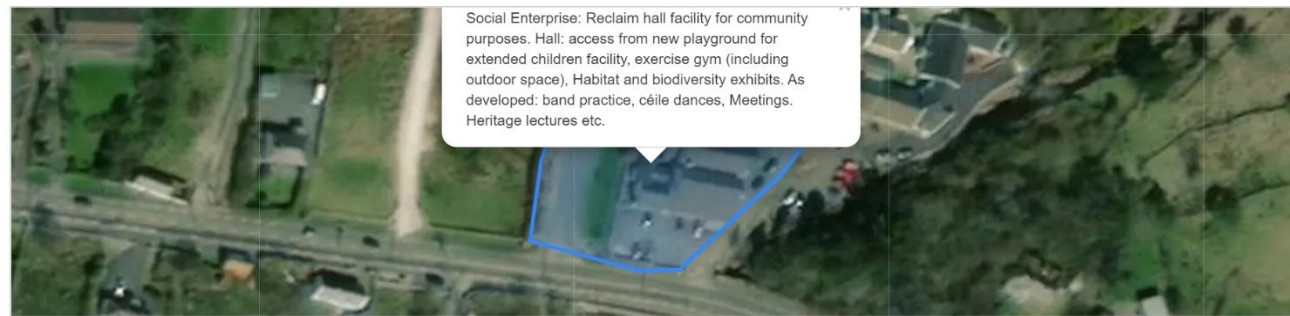 Social Enterprise: Reclaim hall facility for community
purposes. Hall: access from new playground for
extended children facility, exercise gym (including
outdoor space), Habitat and biodiversity exhibits. As
developed: band practice, céile dances, Meetings.
Heritage lectures etc.